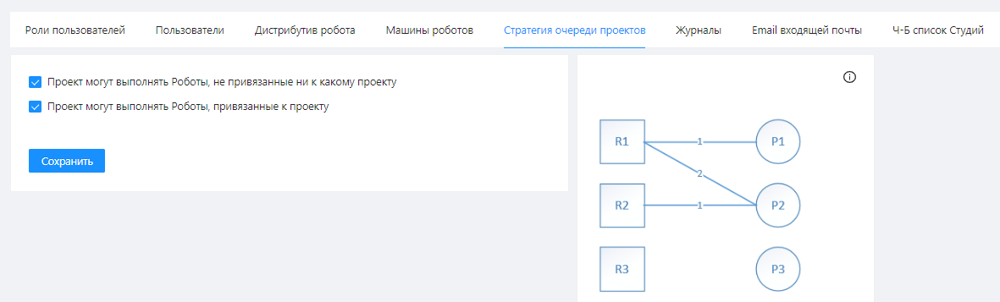 Роли пользователей Пользователи Дистрибутив робота Машины роботов Стратегия очереди проектов Журналы Email входящей почты Ч-Б список Студий
Проект могут выполнять Роботы, не привязанные ни к какому проекту
Проект могут выполнять Роботы, привязанные к проекту
Сохранить
R1 1 P1
2
R2 1 P2
R3 P3